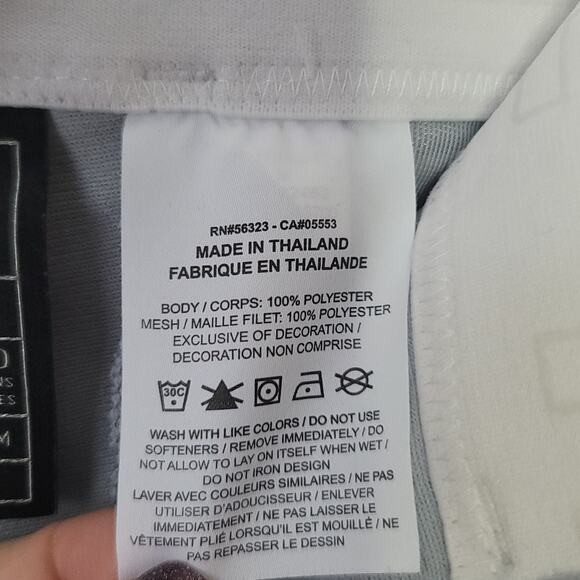 RN#56323 - CA#05553
MADE IN THAILAND
FABRIQUE EN THAILANDE
BODY / CORPS: 100% POLYESTER
MESH / MAILLE FILET: 100% POLYESTER
EXCLUSIVE OF DECORATION /
DECORATION NON COMPRISE
30C
WASH WITH LIKE COLORS / DO NOT USE
SOFTENERS / REMOVE IMMEDIATELY / DO
NOT ALLOW TO LAY ON ITSELF WHEN WET /
DO NOT IRON DESIGN
LAVER AVEC COULEURS SIMILAIRES / NE PAS
UTILISER D'ADOUCISSEUR / ENLEVER
IMMEDIATEMENT / NE PAS LAISSER LE
VÊTEMENT PLIÉ LORSQU'IL EST MOUILLÉ / NE
PAS REPASSER LE DESSIN
M